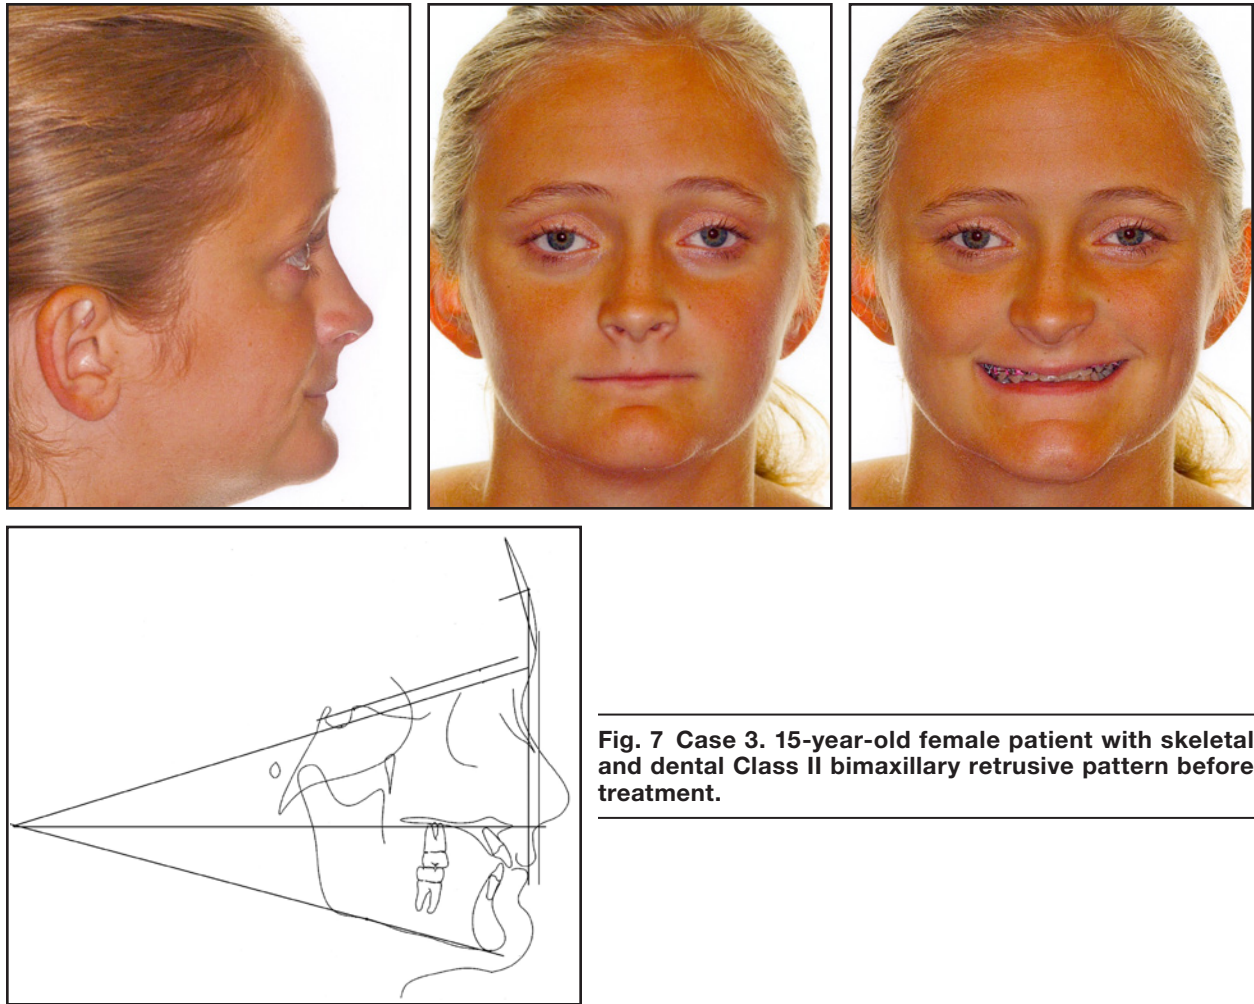 Fig. 7 Case 3. 15-year-old female patient with skeletal
and dental Class II bimaxillary retrusive pattern before
treatment.